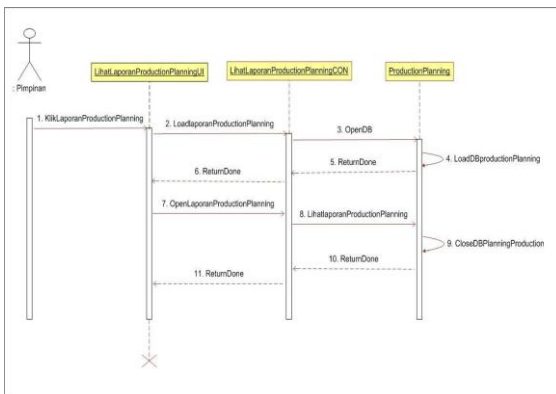 : Pimpinan
LihatLaporanProductionPlanningUI
LihatLaporanProductionPlanningCON
ProductionPlanning
1. KlikLaporanProductionPlanning
2. LoadlaporanProductionPlanning
3. OpenDB
4. LoadDBproductionPlanning
5. ReturnDone
6. ReturnDone
7. OpenLaporanProductionPlanning
8. LihatlaporanProductionPlanning
9. CloseDBPlanningProduction
10. ReturnDone
11. ReturnDone